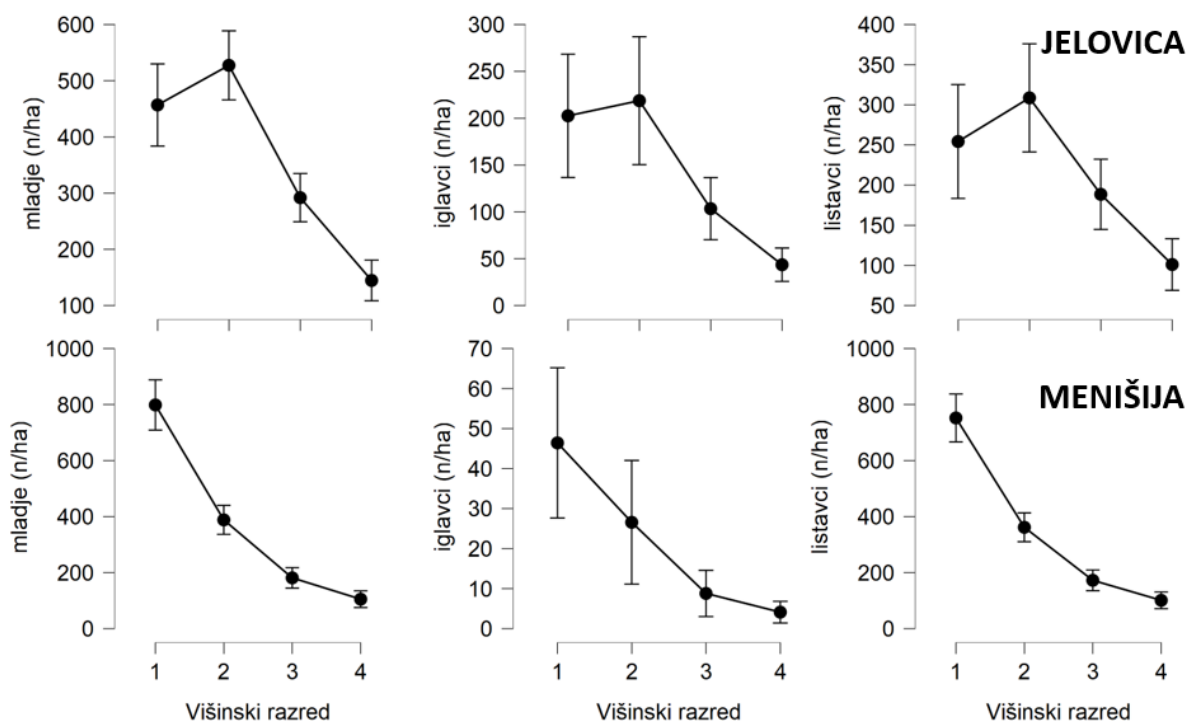 JELOVICA
mladje (n/ha)
600
500
400
300
200
100
iglavci (n/ha)
300
250
200
150
100
50
0
listavci (n/ha)
400
350
300
250
200
150
100
50
MENIŠIJA
mladje (n/ha)
1000
800
600
400
200
0
1 2 3 4
Višinski razred
iglavci (n/ha)
70
60
50
40
30
20
10
0
1 2 3 4
Višinski razred
listavci (n/ha)
1000
800
600
400
200
0
1 2 3 4
Višinski razred